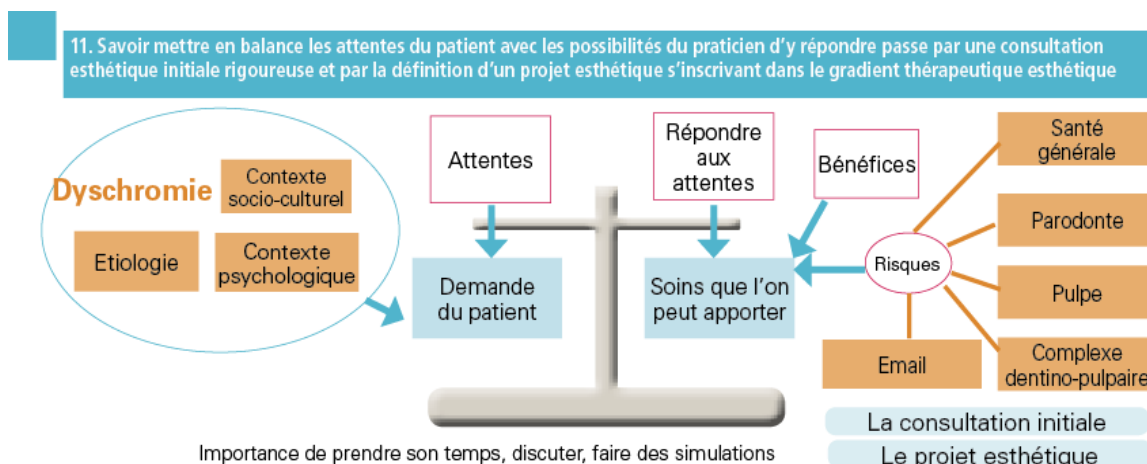 11. Savoir mettre en balance les attentes du patient avec les possibilités du praticien d’y répondre passe par une consultation
esthétique initiale rigoureuse et par la définition d’un projet esthétique s’inscrivant dans le gradient thérapeutique esthétique
Dyschromie
Contexte
socio-culturel
Etiologie
Contexte
psychologique
Attentes
Demande
du patient
Répondre
aux
attentes
Soins que l’on
peut apporter
Bénéfices
Risques
Santé
générale
Parodonte
Pulpe
Complexe
dentino-pulpaire
Email
La consultation initiale
Le projet esthétique
Importance de prendre son temps, discuter, faire des simulations